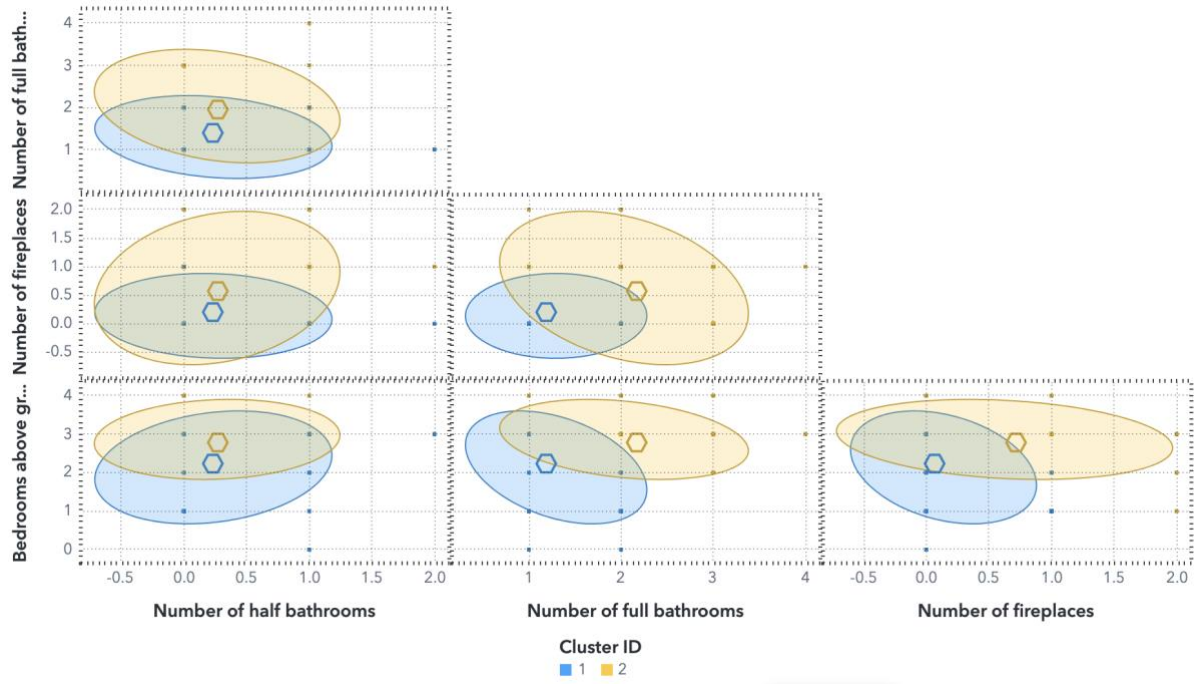 Number of full bath...
4
3
2
1
Number of fireplaces
2.0
1.5
1.0
0.5
0.0
-0.5
Bedrooms above gr...
4
3
2
1
0
-0.5 0.0 0.5 1.0 1.5 2.0
1 2 3 4
-0.5 0.0 0.5 1.0 1.5 2.0
Number of half bathrooms
Number of full bathrooms
Number of fireplaces
Cluster ID
1 2